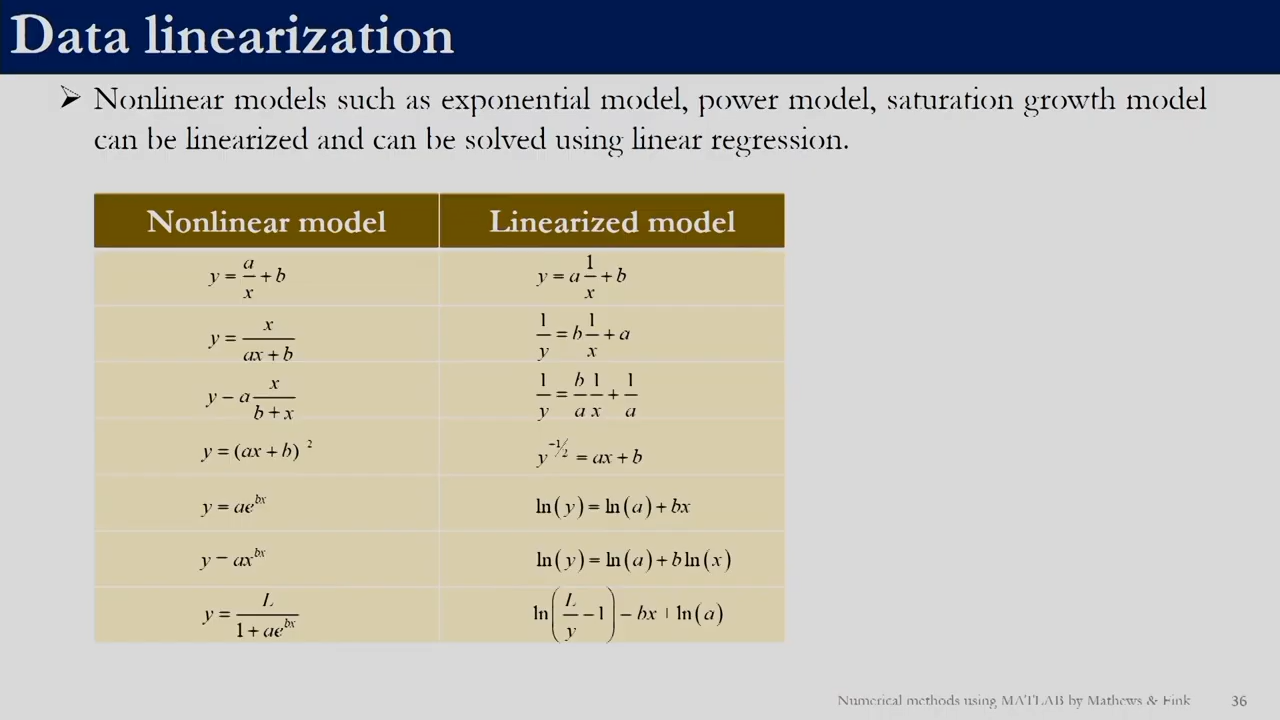 Data linearization
➢ Nonlinear models such as exponential model, power model, saturation growth model
can be linearized and can be solved using linear regression.
Nonlinear model | Linearized model
y = a/x + b | y = a 1/x + b
y = x/(ax + b) | 1/y = b 1/x + a
y − a x/(b + x) | 1/y = b/a 1/x + 1/a
y = (ax + b)^2 | y^(−1/2) = ax + b
y = ae^(bx) | ln(y) = ln(a) + bx
y − ax^(bx) | ln(y) = ln(a) + b ln(x)
y = L/(1 + ae^(bx)) | ln(L/y − 1) − bx + ln(a)
Numerical methods using MATLAB by Mathews & Fink 36